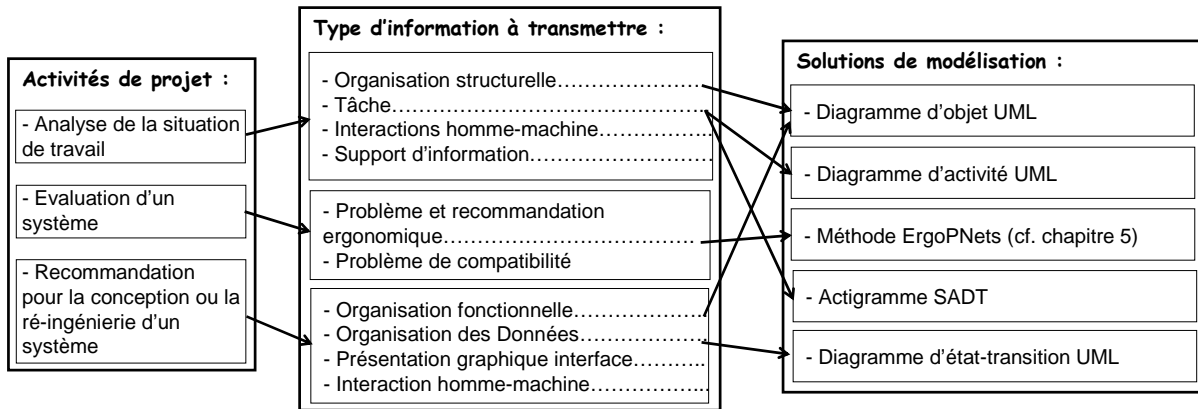 Activités de projet :
- Analyse de la situation
de travail
- Evaluation d'un
système
- Recommandation
pour la conception ou la
ré-ingénierie d'un
système
Type d'information à transmettre :
- Organisation structurelle……………………
- Tâche……………………………………………..
- Interactions homme-machine………………
- Support d'information…………………………
- Problème et recommandation
ergonomique……………………………………
- Problème de compatibilité
- Organisation fonctionnelle……………………
- Organisation des Données……………………
- Présentation graphique interface………..
- Interaction homme-machine………………...
Solutions de modélisation :
- Diagramme d'objet UML
- Diagramme d'activité UML
- Méthode ErgoPNets (cf. chapitre 5)
- Actigramme SADT
- Diagramme d'état-transition UML